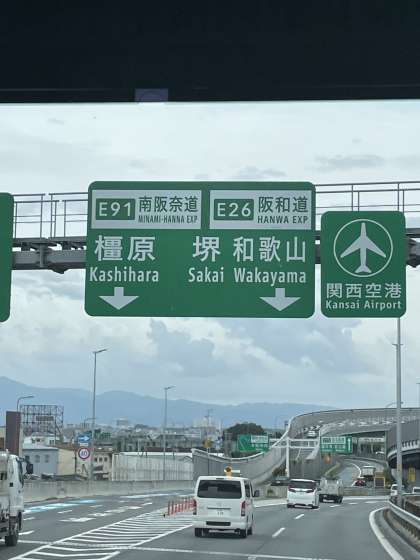 E91 南阪奈道
MINAMI-HANNA EXP
E26 阪和道
HANWA EXP
橿原
Kashihara
堺 和歌山
Sakai Wakayama
関西空港
Kansai Airport